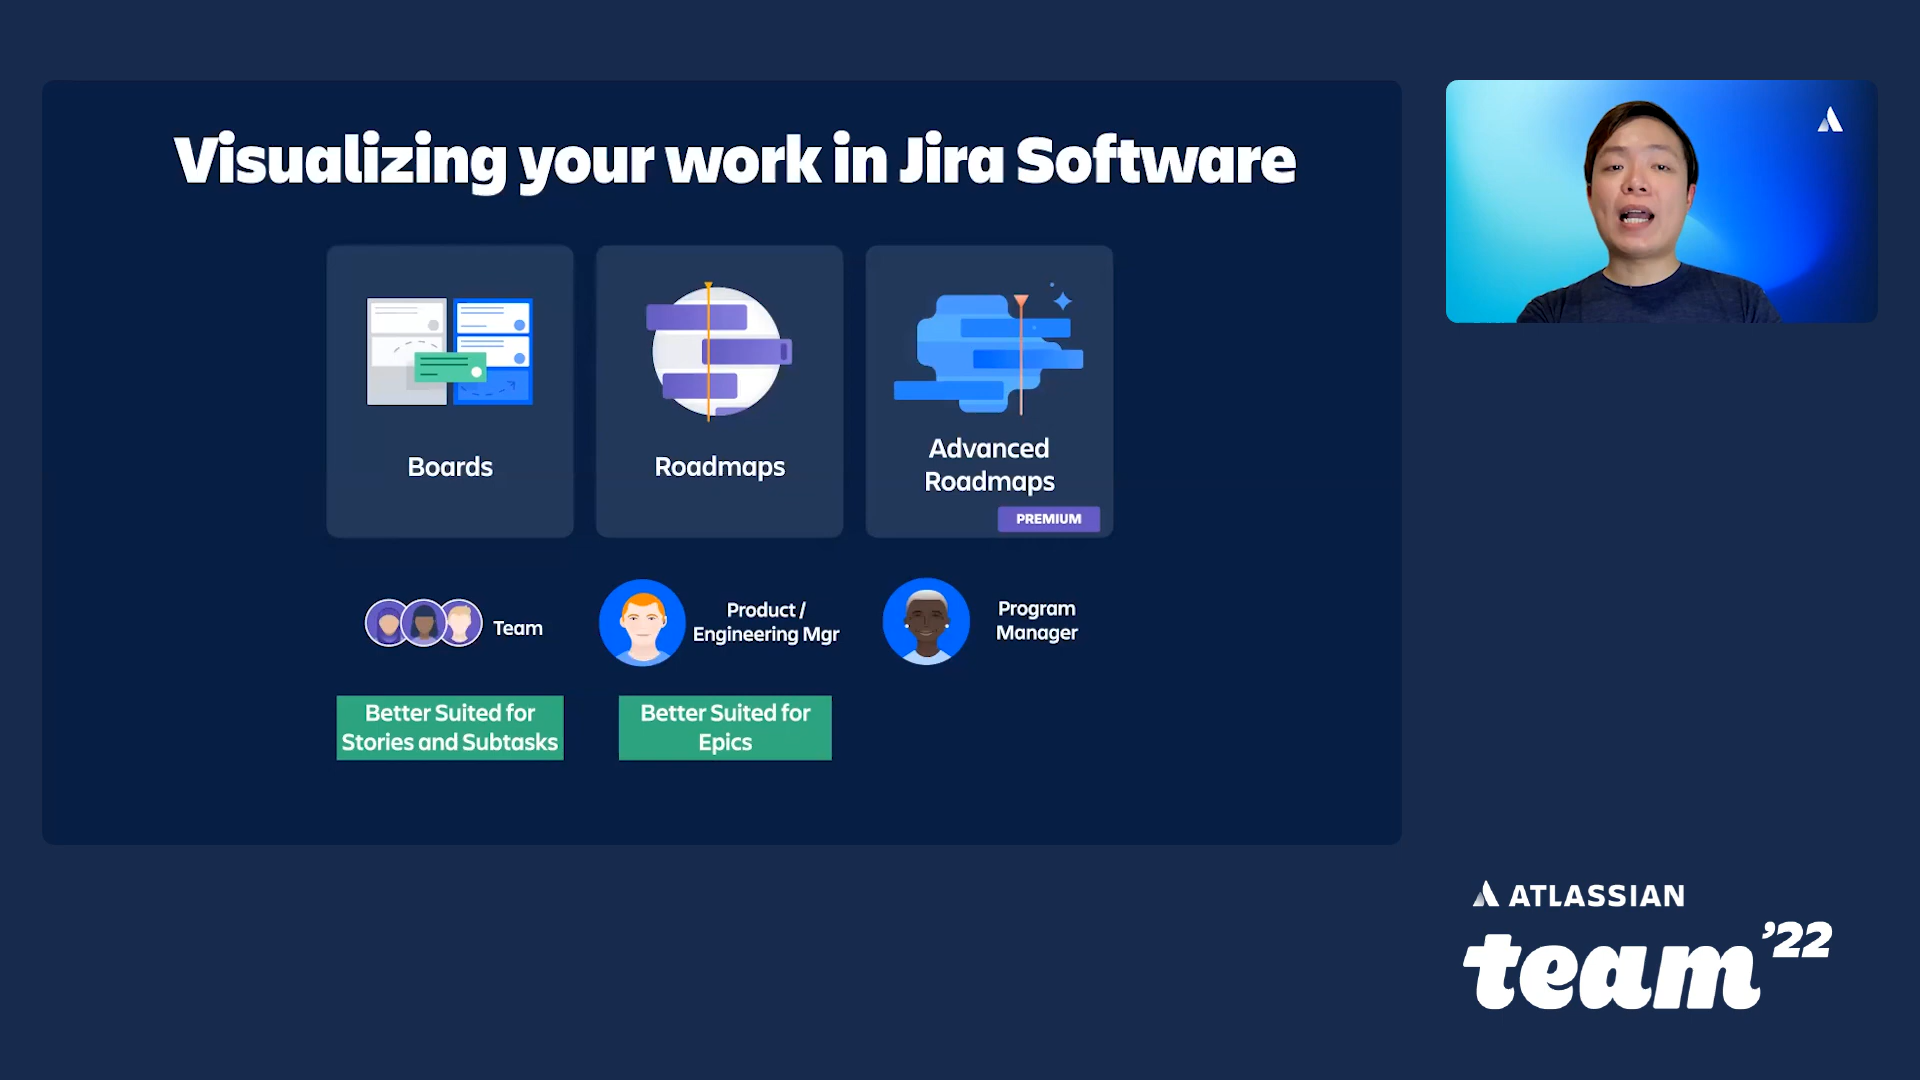 Visualizing your work in Jira Software
Boards
Roadmaps
Advanced
Roadmaps
PREMIUM
Team
Product /
Engineering Mgr
Program
Manager
Better Suited for
Stories and Subtasks
Better Suited for
Epics
ATLASSIAN
team '22